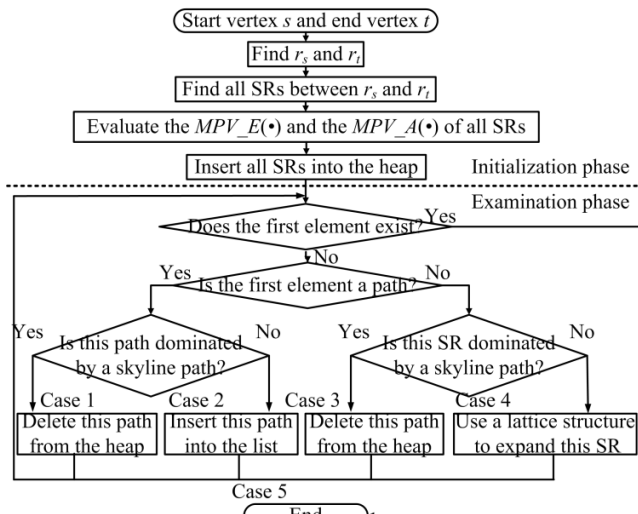 Start vertex s and end vertex t
Find r_s and r_t
Find all SRs between r_s and r_t
Evaluate the MPV_E(•) and the MPV_A(•) of all SRs
Insert all SRs into the heap
Initialization phase
Examination phase
Does the first element exist?
Yes
No
Is the first element a path?
Yes
No
Is this path dominated
by a skyline path?
Yes
No
Is this SR dominated
by a skyline path?
Yes
No
Case 1
Delete this path
from the heap
Case 2
Insert this path
into the list
Case 3
Delete this path
from the heap
Case 4
Use a lattice structure
to expand this SR
Case 5
End